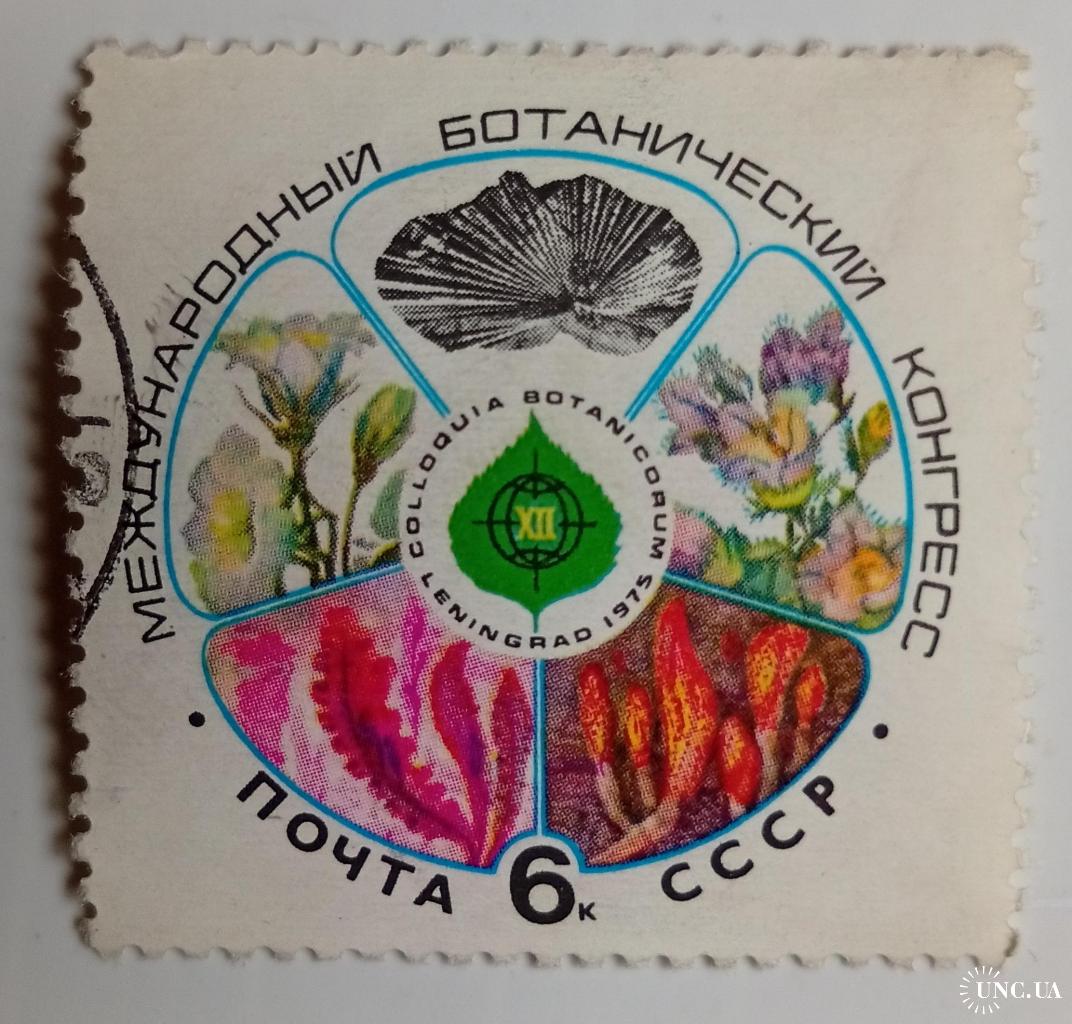 МЕЖДУНАРОДНЫЙ БОТАНИЧЕСКИЙ КОНГРЕСС
COLLOQUIA BOTANICORUM
XII
LENINGRAD 1975
• ПОЧТА 6к СССР •
UNC.UA